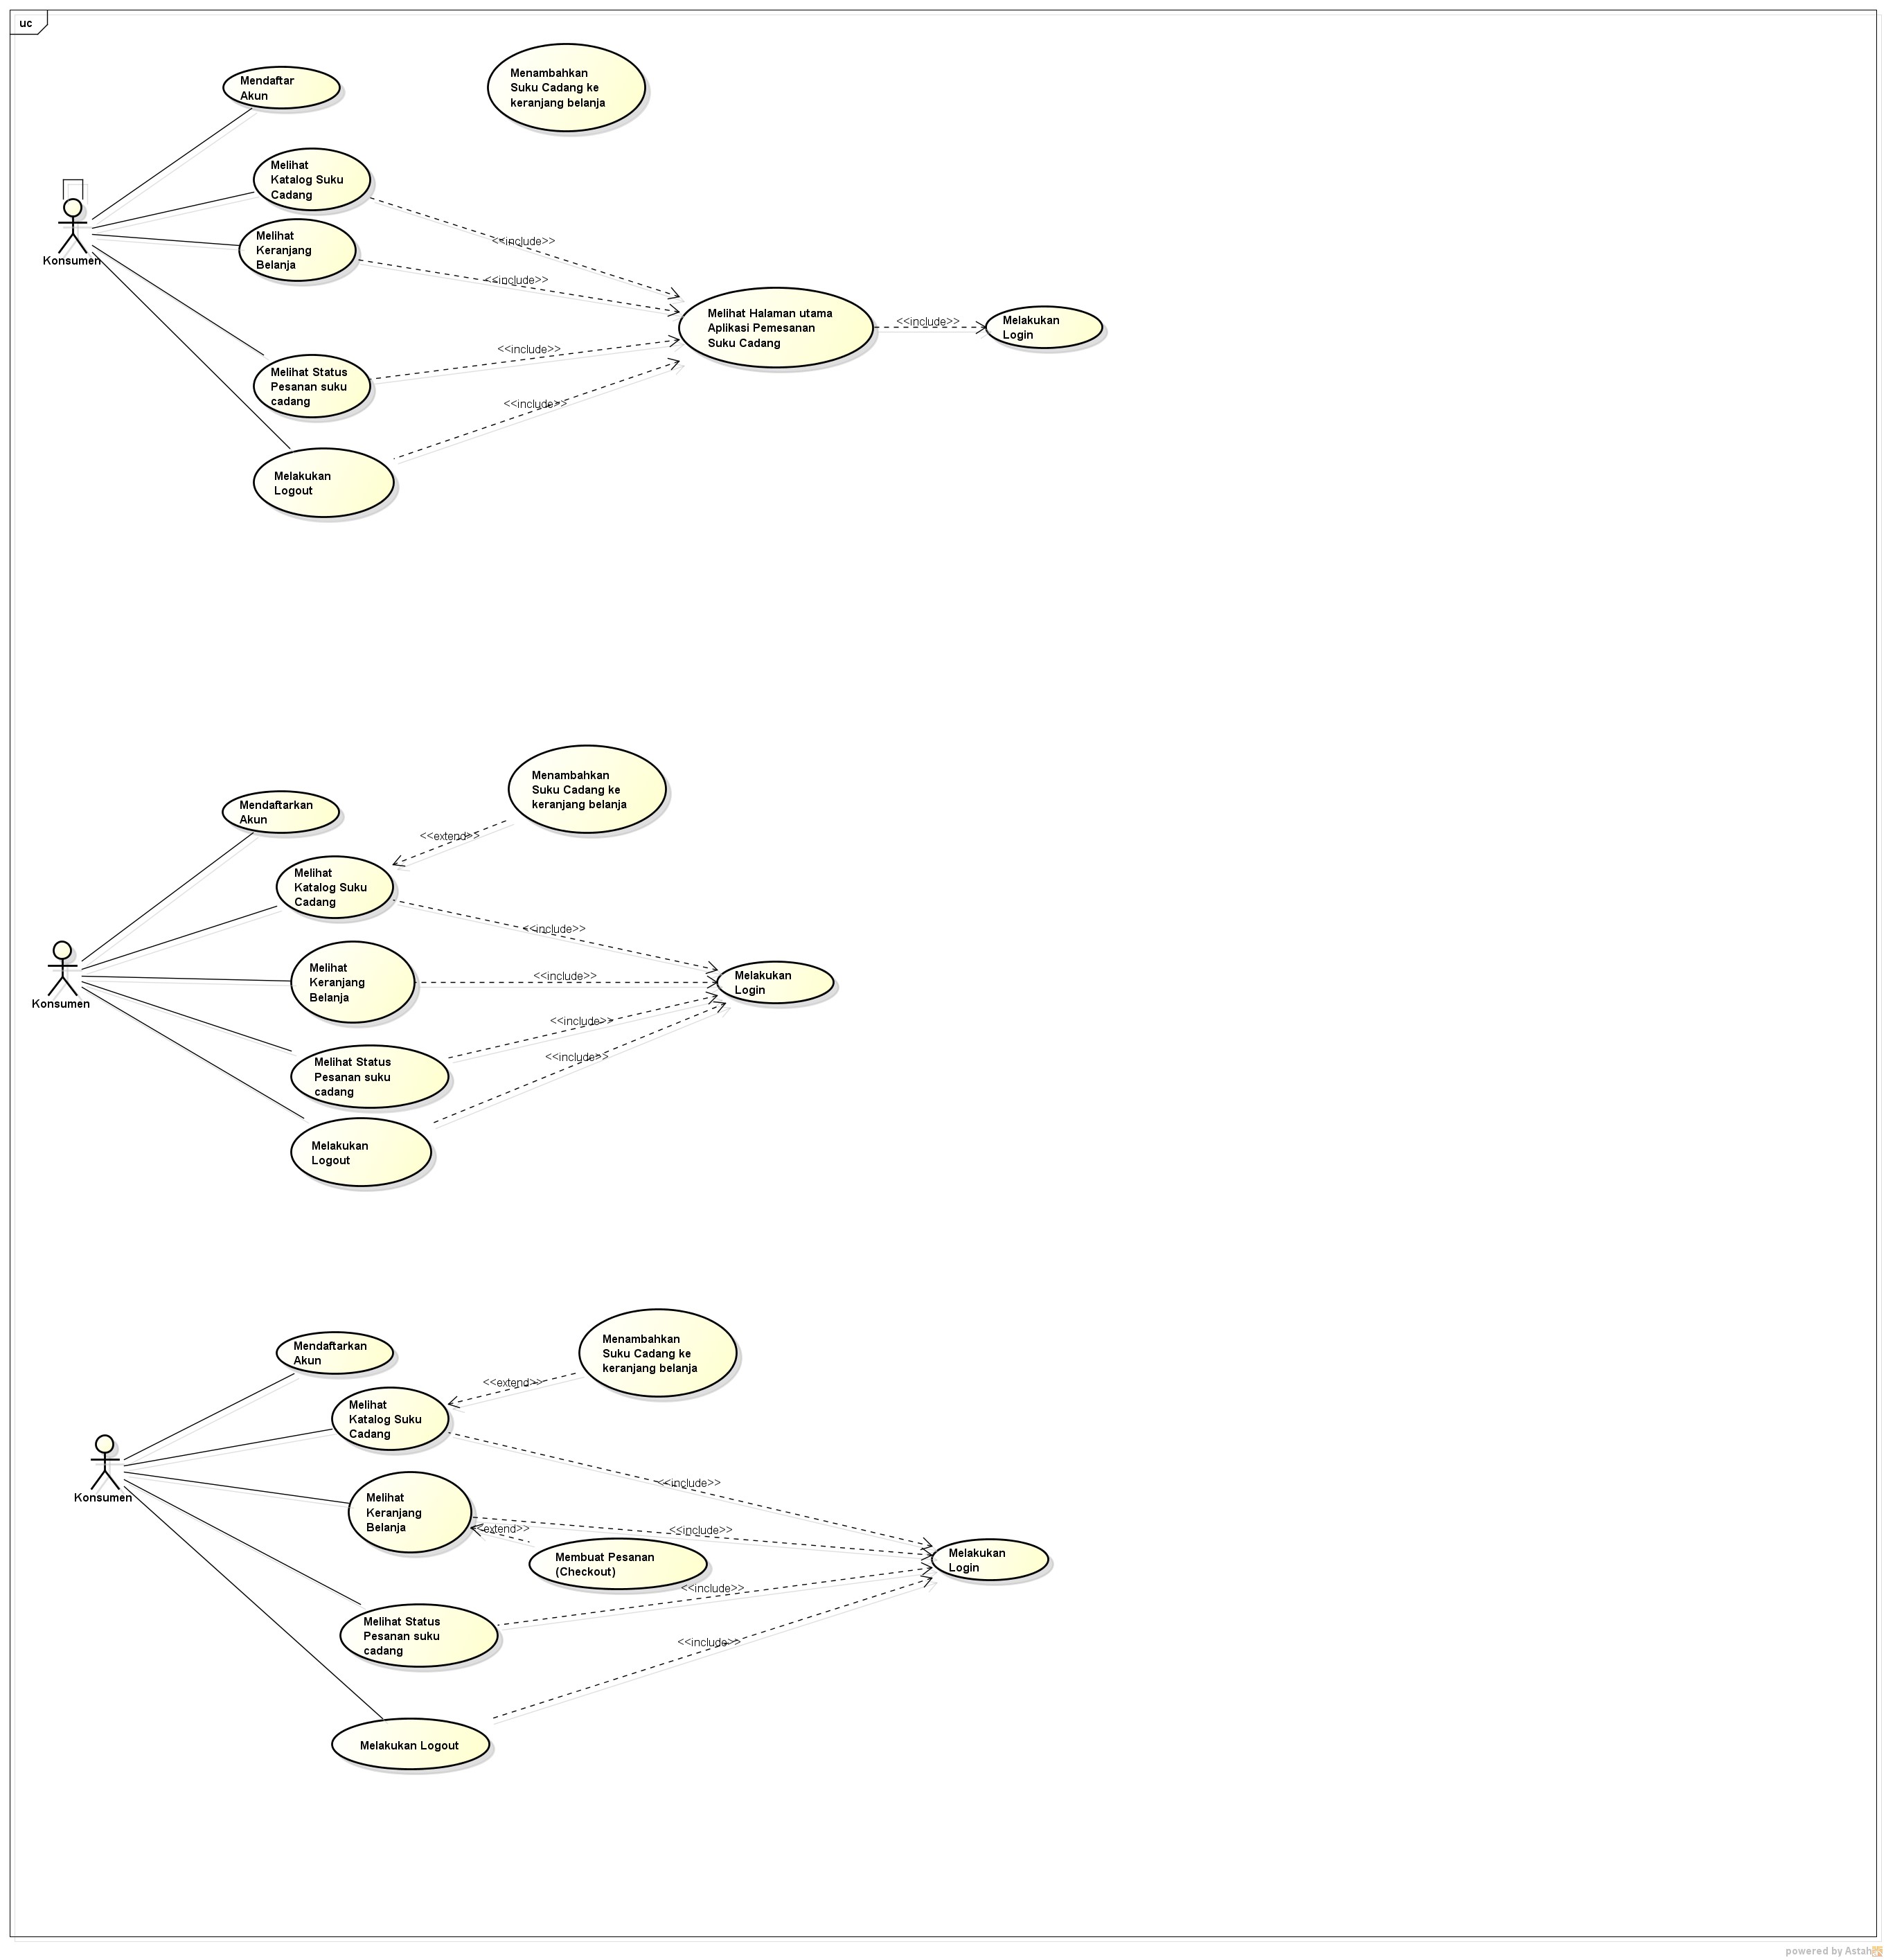 uc
Mendaftar
Akun
Menambahkan
Suku Cadang ke
keranjang belanja
Melihat
Katalog Suku
Cadang
Konsumen
Melihat
Keranjang
Belanja
<<include>>
<<include>>
Melihat Halaman utama
Aplikasi Pemesanan
Suku Cadang
<<include>>
Melakukan
Login
<<include>>
Melihat Status
Pesanan suku
cadang
<<include>>
Melakukan
Logout
Menambahkan
Suku Cadang ke
keranjang belanja
Mendaftarkan
Akun
<<extend>>
Melihat
Katalog Suku
Cadang
<<include>>
Konsumen
Melihat
Keranjang
Belanja
<<include>>
Melakukan
Login
<<include>>
Melihat Status
Pesanan suku
cadang
<<include>>
Melakukan
Logout
Mendaftarkan
Akun
Menambahkan
Suku Cadang ke
keranjang belanja
<<extend>>
Melihat
Katalog Suku
Cadang
<<include>>
Konsumen
Melihat
Keranjang
Belanja
<<extend>>
<<include>>
Membuat Pesanan
(Checkout)
Melakukan
Login
<<include>>
Melihat Status
Pesanan suku
cadang
<<include>>
Melakukan Logout
powered by Astah